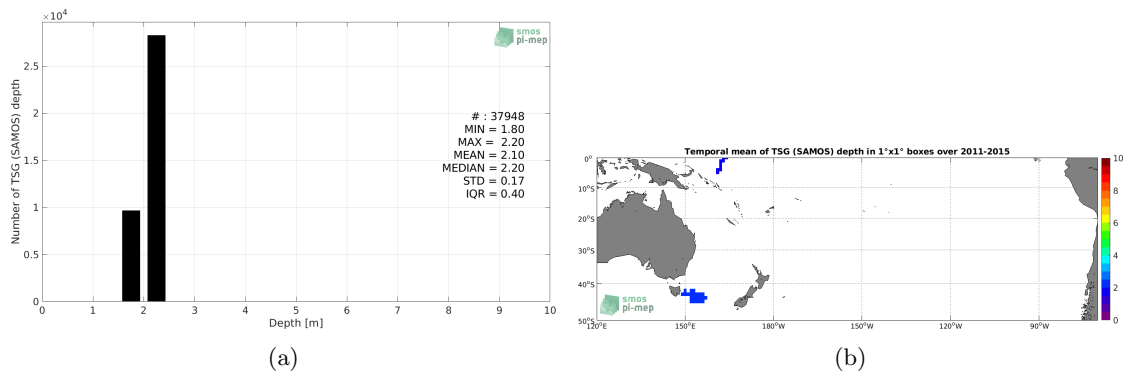 ×10⁴
2.5
2
1.5
1
0.5
0
0 1 2 3 4 5 6 7 8 9 10
Number of TSG (SAMOS) depth
Depth [m]
smos
pi-mep
# : 37948
MIN = 1.80
MAX = 2.20
MEAN = 2.10
MEDIAN = 2.20
STD = 0.17
IQR = 0.40
(a)
Temporal mean of TSG (SAMOS) depth in 1°x1° boxes over 2011-2015
0°
10°S
20°S
30°S
40°S
50°S
120°E 150°E 180°W 150°W 120°W 90°W
smos
pi-mep
10
8
6
4
2
0
(b)